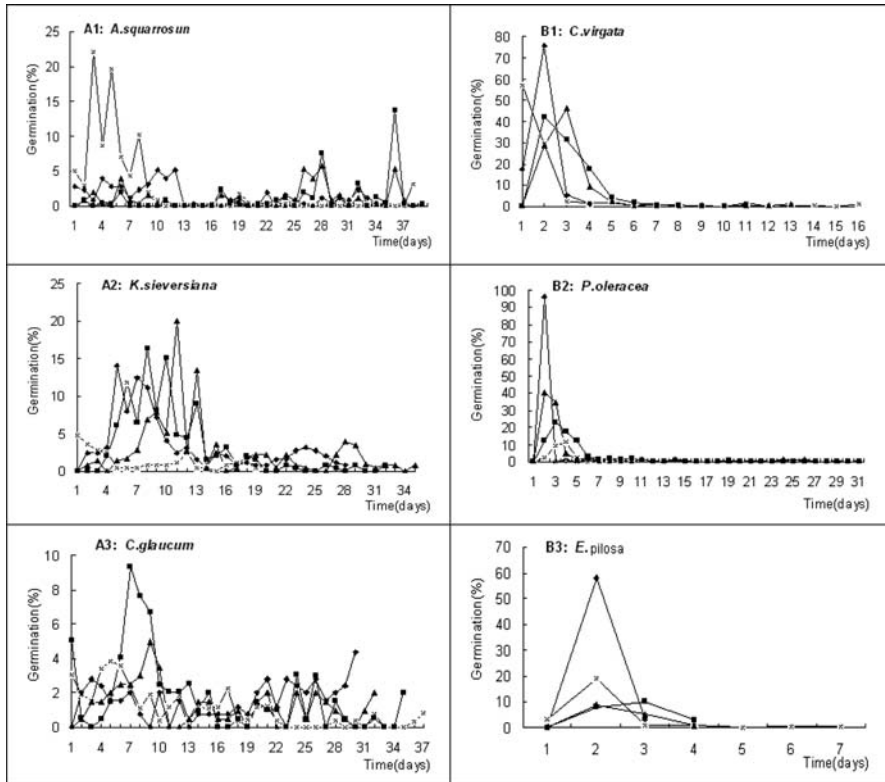 A1: A.squarrosun
Germination(%)
25
20
15
10
5
0
1 4 7 10 13 16 19 22 25 28 31 34 37
Time(days)
B1: C.virgata
Germination(%)
80
70
60
50
40
30
20
10
0
1 2 3 4 5 6 7 8 9 10 11 12 13 14 15 16
Time(days)
A2: K.sieversiana
Germination(%)
25
20
15
10
5
0
1 4 7 10 13 16 19 22 25 28 31 34
Time(days)
B2: P.oleracea
Germination(%)
100
90
80
70
60
50
40
30
20
10
0
1 3 5 7 9 11 13 15 17 19 21 23 25 27 29 31
Time(days)
A3: C.glaucum
Germination(%)
10
8
6
4
2
0
1 4 7 10 13 16 19 22 25 28 31 34 37
Time(days)
B3: E.pilosa
Germination(%)
70
60
50
40
30
20
10
0
1 2 3 4 5 6 7
Time(days)